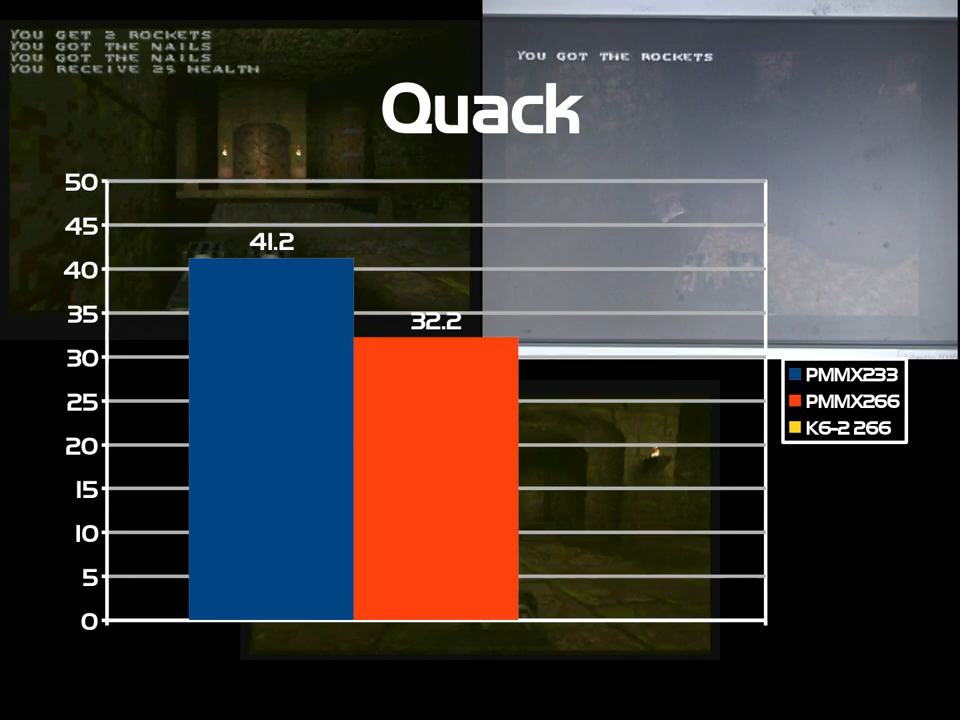 YOU GET 2 ROCKETS
YOU GOT THE NAILS
YOU GOT THE NAILS
YOU RECEIVE 25 HEALTH
YOU GOT THE ROCKETS
Quack
50
45
40
35
30
25
20
15
10
5
0
41.2
32.2
PMMX233
PMMX266
K6-2 266